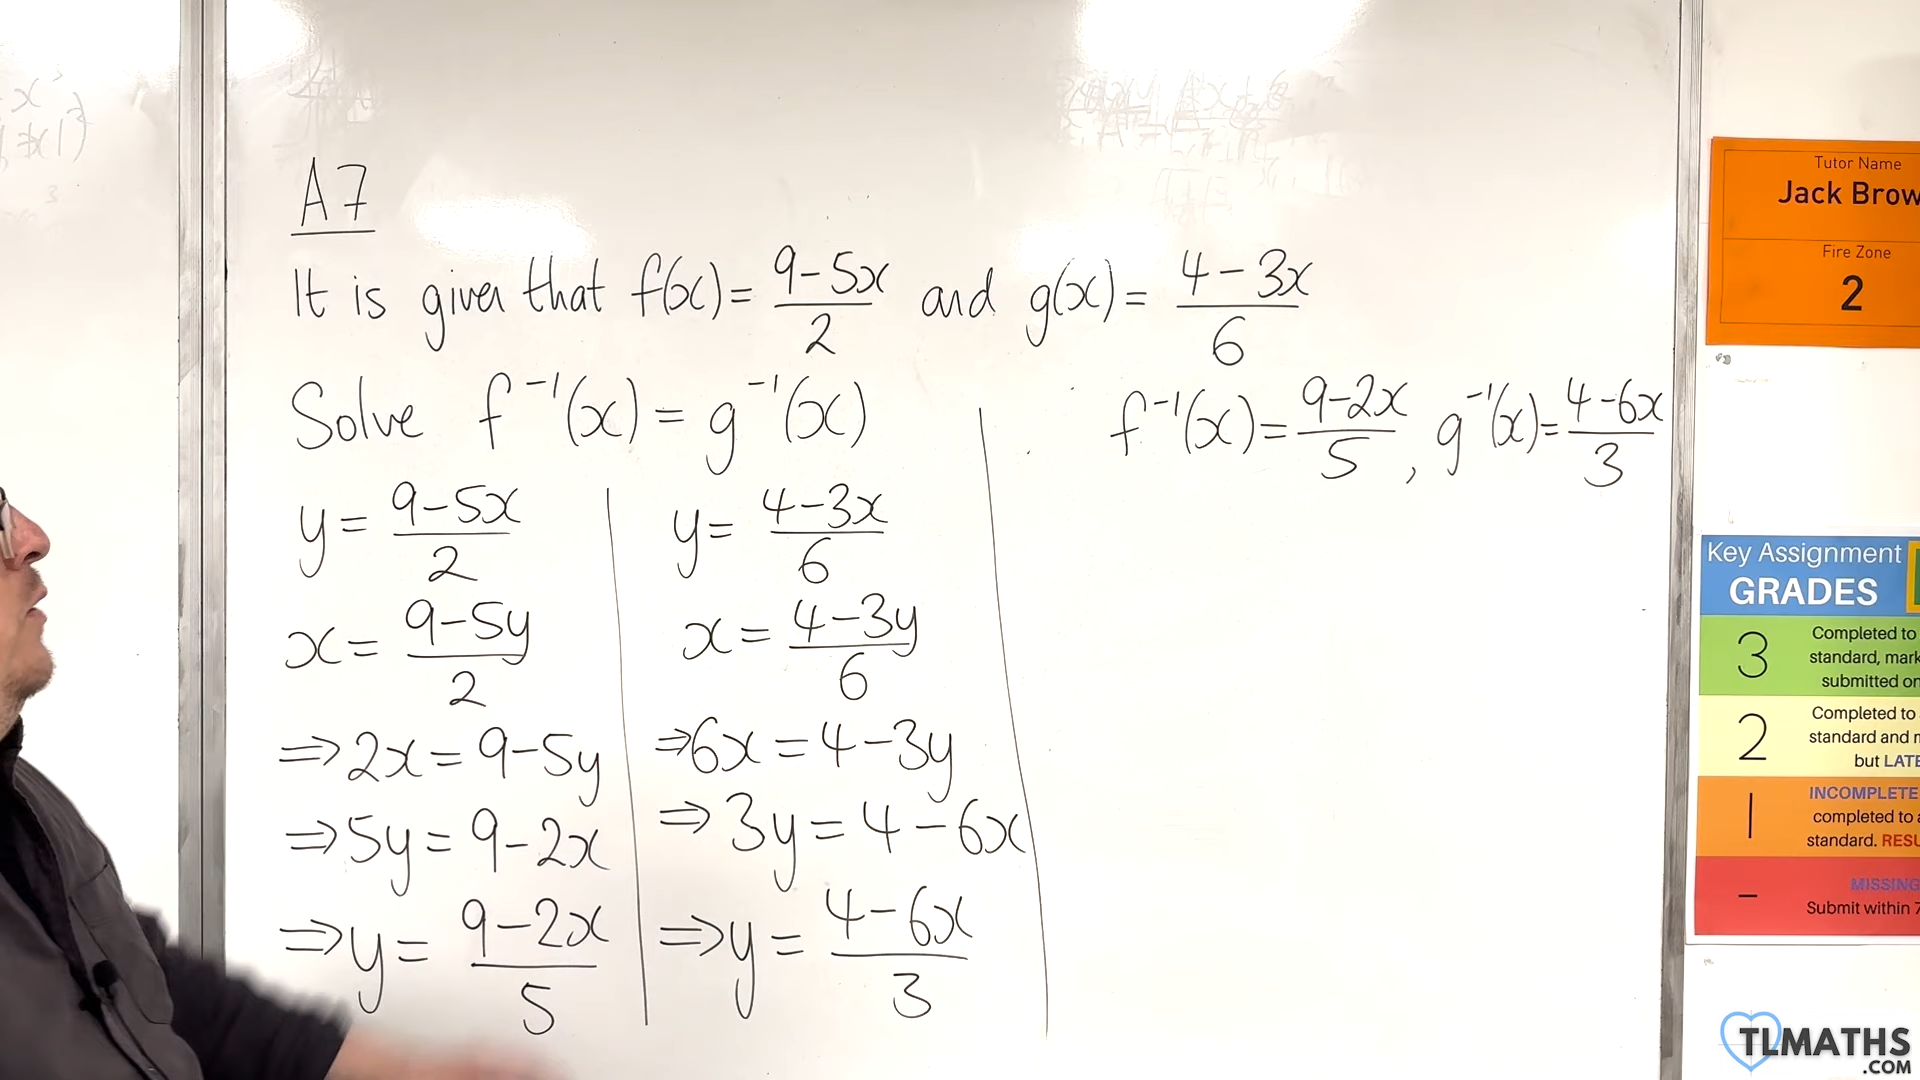 A7
It is given that f(x) = (9-5x)/2 and g(x) = (4-3x)/6
Solve f⁻¹(x) = g⁻¹(x)
y = (9-5x)/2
x = (9-5y)/2
⇒ 2x = 9-5y
⇒ 5y = 9-2x
⇒ y = (9-2x)/5
y = (4-3x)/6
x = (4-3y)/6
⇒ 6x = 4-3y
⇒ 3y = 4-6x
⇒ y = (4-6x)/3
f⁻¹(x) = (9-2x)/5 , g⁻¹(x) = (4-6x)/3
Tutor Name
Jack Brow
Fire Zone
2
Key Assignment
GRADES
3
Completed to
standard, mark
submitted on
2
Completed to
standard and
but LATE
1
INCOMPLETE
completed to
standard. RESU
-
MISSING
Submit within 7
TLMATHS
.COM